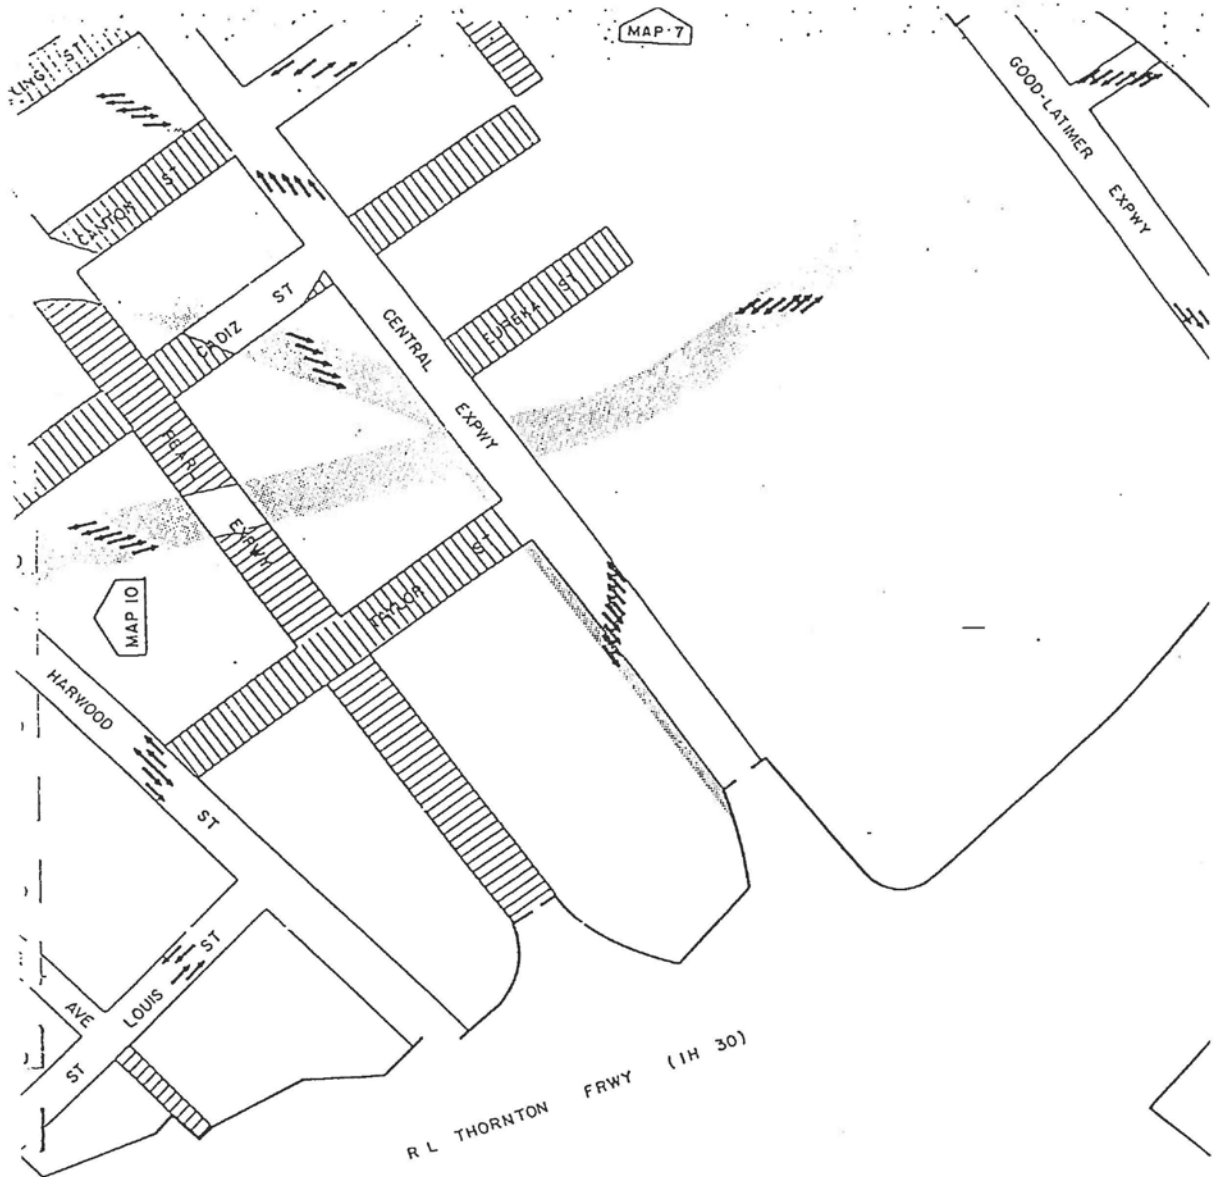 MAP 7
ST
GOOD-LATIMER EXPWY
CANTON ST
CADIZ ST
CENTRAL EXPWY
EUREKA ST
PEARL EXPWY
TAYLOR ST
MAP 10
HARWOOD ST
ST LOUIS ST
AVE
R L THORNTON FRWY (IH 30)